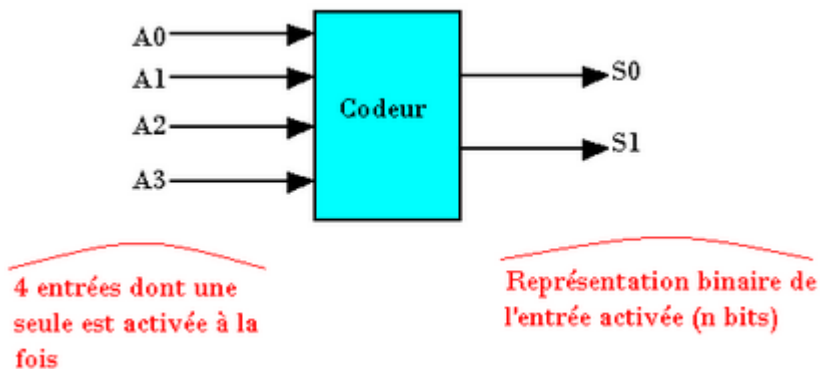 A0
A1
A2
A3
Codeur
S0
S1
4 entrées dont une
seule est activée à la
fois
Représentation binaire de
l'entrée activée (n bits)